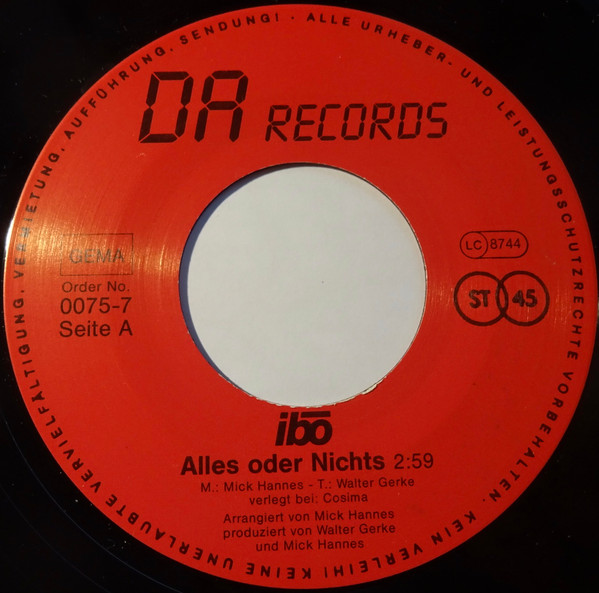 · ALLE URHEBER- UND LEISTUNGSSCHUTZRECHTE VORBEHALTEN. KEIN VERLEIH! KEINE UNERLAUBTE VERVIELFÄLTIGUNG, VERMIETUNG, AUFFÜHRUNG, SENDUNG!
DA RECORDS
GEMA
Order No.
0075-7
Seite A
LC 8744
ST 45
ibo
Alles oder Nichts 2:59
M.: Mick Hannes - T.: Walter Gerke
verlegt bei: Cosima
Arrangiert von Mick Hannes
produziert von Walter Gerke
und Mick Hannes